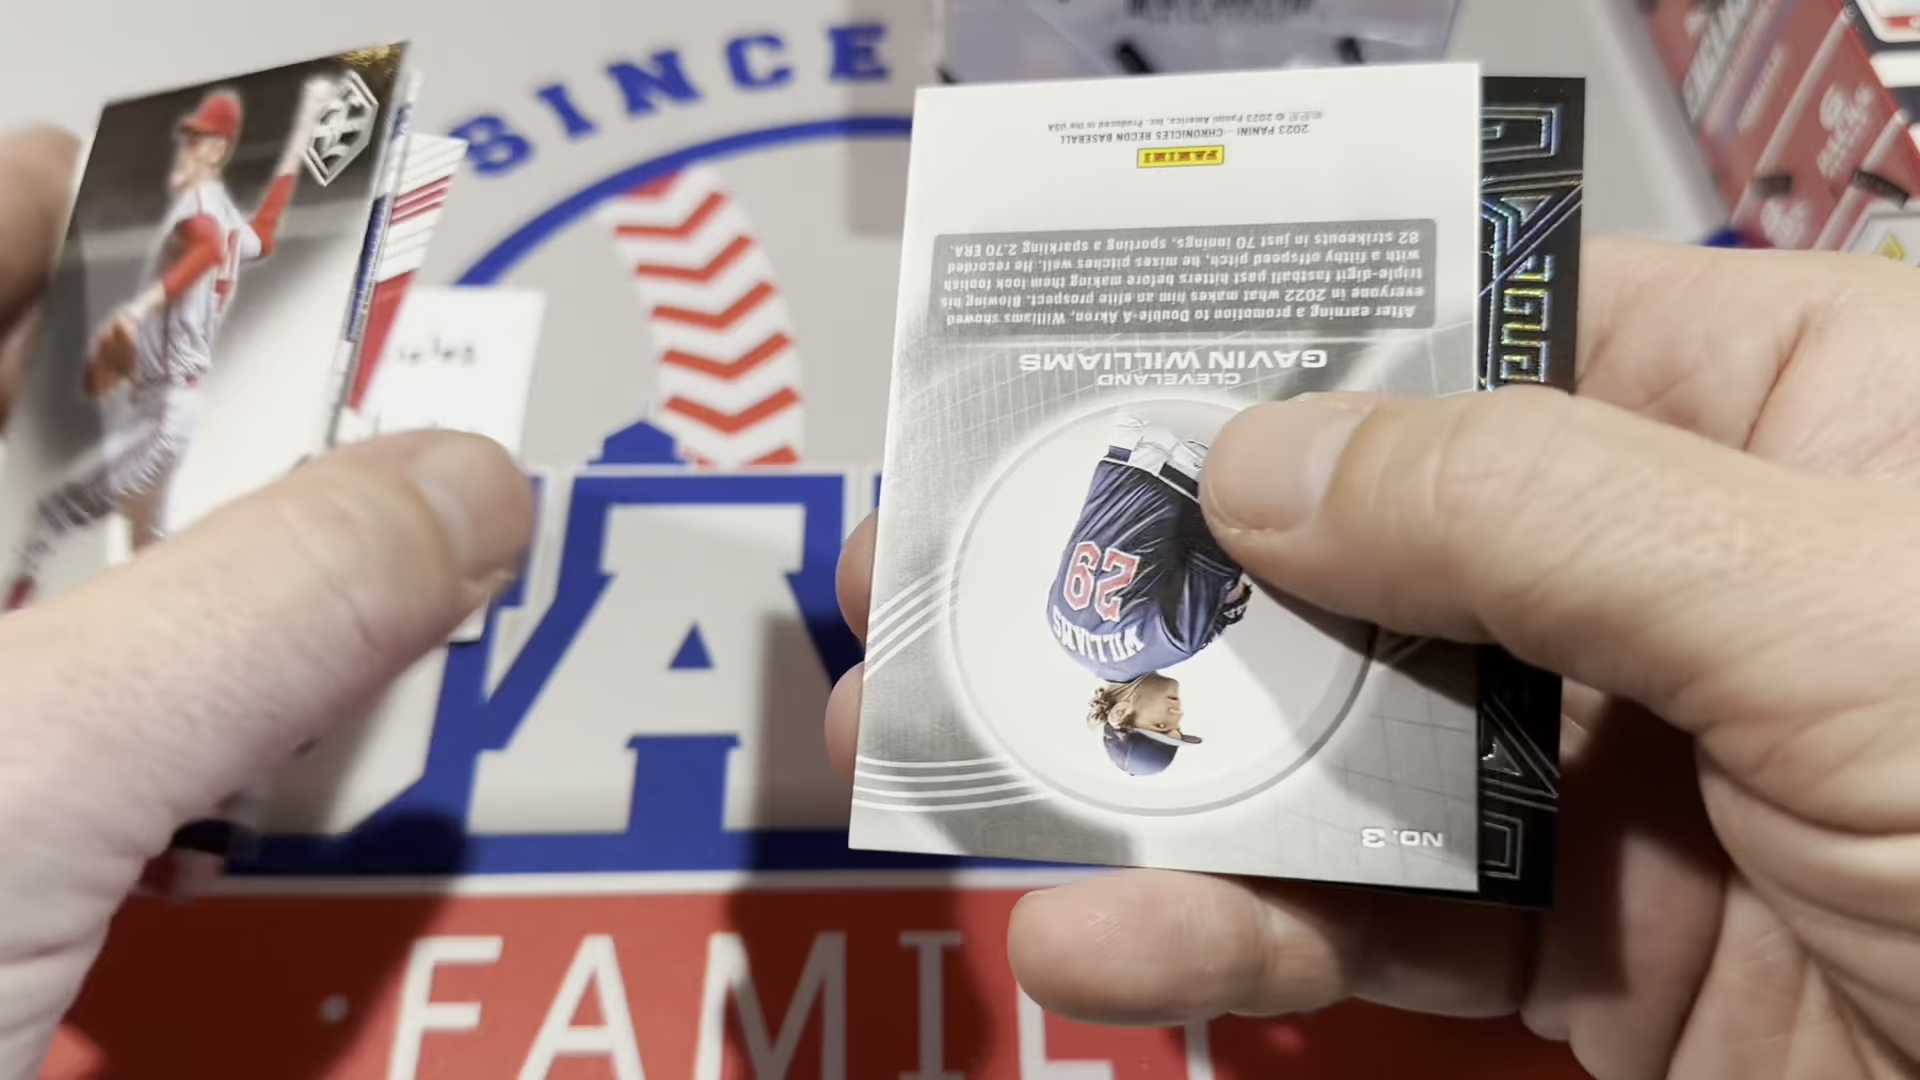 SINCE
FAMIL
NO. 3
WILLIAMS
29
CLEVELAND
GAVIN WILLIAMS
After earning a promotion to Double-A Akron, Williams showed
everyone in 2022 what makes him an elite prospect. Blowing his
triple-digit fastball past hitters before making them look foolish
with a filthy offspeed pitch, he mixes pitches well. He recorded
82 strikeouts in just 70 innings, sporting a sparkling 2.70 ERA.
PANINI
2023 PANINI – CHRONICLES RECON BASEBALL
© 2023 Panini America, Inc. Produced in the USA